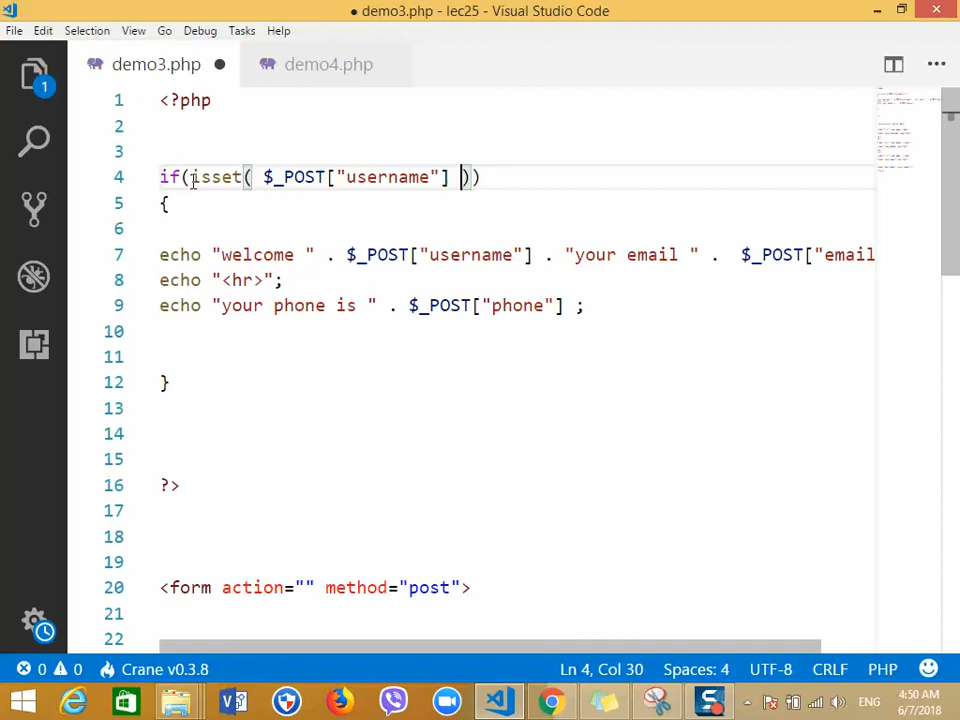 ● demo3.php - lec25 - Visual Studio Code
File Edit Selection View Go Debug Tasks Help
demo3.php ● demo4.php
1 <?php
2
3
4 if(isset( $_POST["username"] ))
5 {
6
7 echo "welcome " . $_POST["username"] . "your email " .  $_POST["email
8 echo "<hr>";
9 echo "your phone is " . $_POST["phone"] ;
10
11
12 }
13
14
15
16 ?>
17
18
19
20 <form action="" method="post">
21
22
1
0 0 Crane v0.3.8 Ln 4, Col 30 Spaces: 4 UTF-8 CRLF PHP
ENG 4:50 AM
6/7/2018